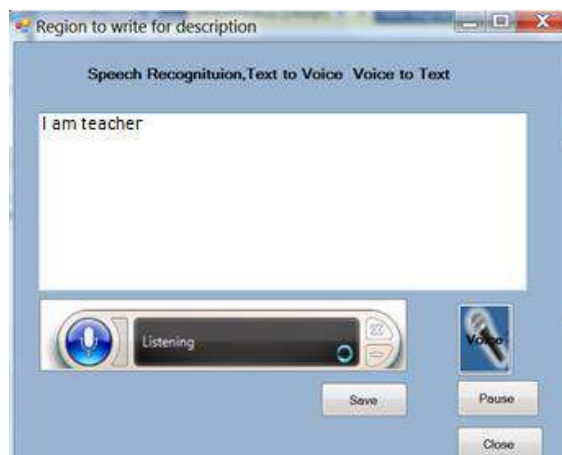 Region to write for description
Speech Recognituion,Text to Voice Voice to Text
I am teacher
Listening
Voice
Save
Pause
Close